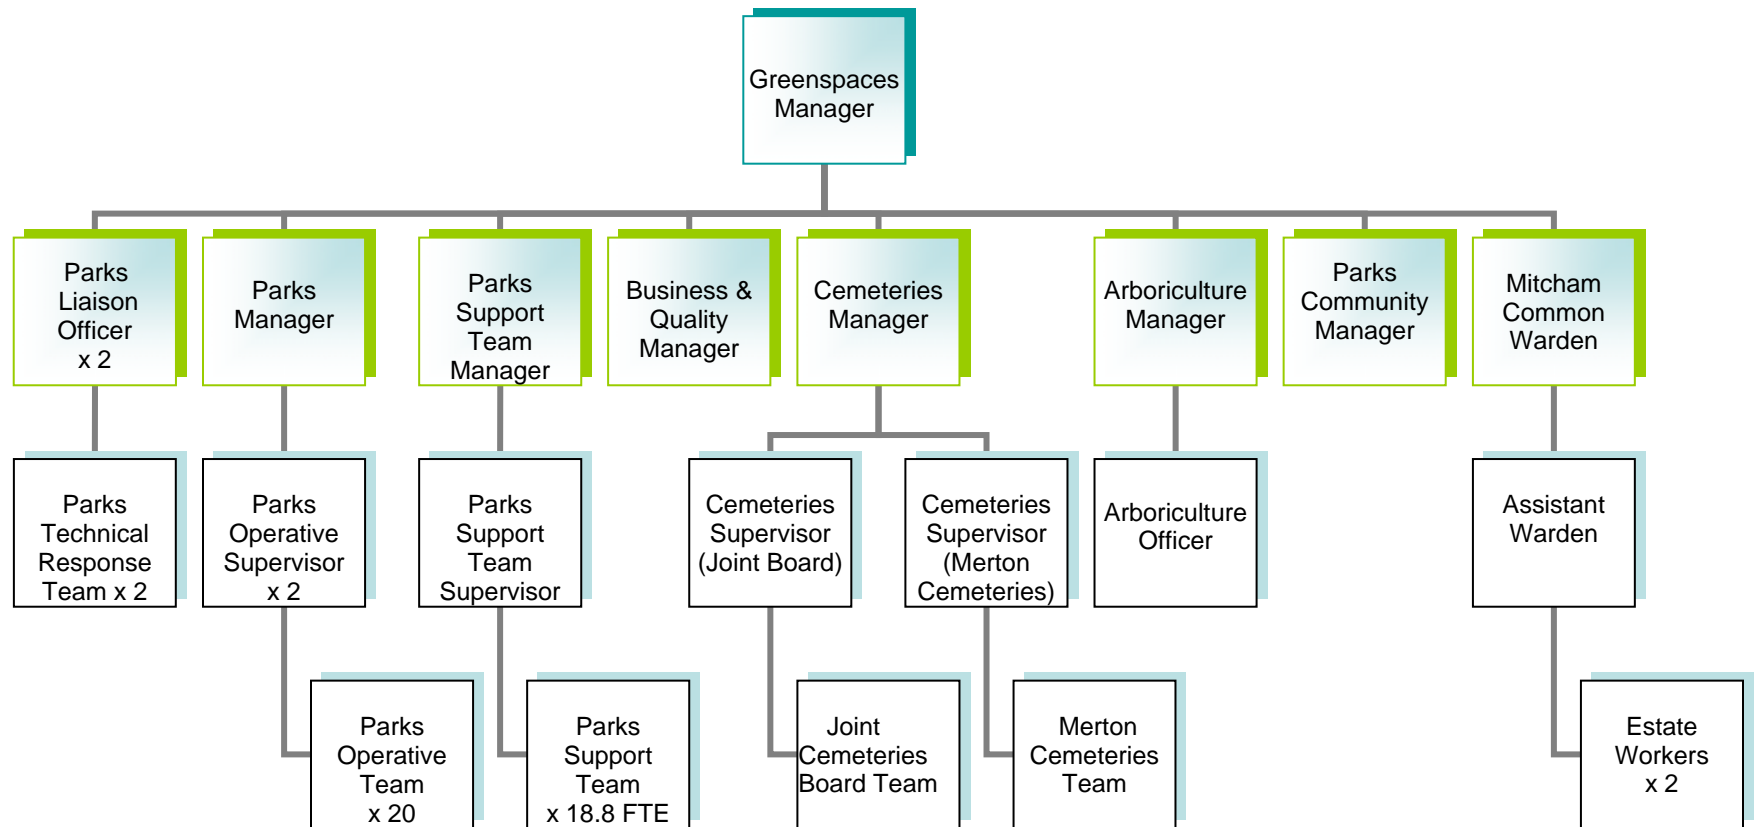 Greenspaces
Manager
Parks
Liaison
Officer
x 2
Parks
Manager
Parks
Support
Team
Manager
Business &
Quality
Manager
Cemeteries
Manager
Arboriculture
Manager
Parks
Community
Manager
Mitcham
Common
Warden
Parks
Technical
Response
Team x 2
Parks
Operative
Supervisor
x 2
Parks
Support
Team
Supervisor
Cemeteries
Supervisor
(Joint Board)
Cemeteries
Supervisor
(Merton
Cemeteries)
Arboriculture
Officer
Assistant
Warden
Parks
Operative
Team
x 20
Parks
Support
Team
x 18.8 FTE
Joint
Cemeteries
Board Team
Merton
Cemeteries
Team
Estate
Workers
x 2